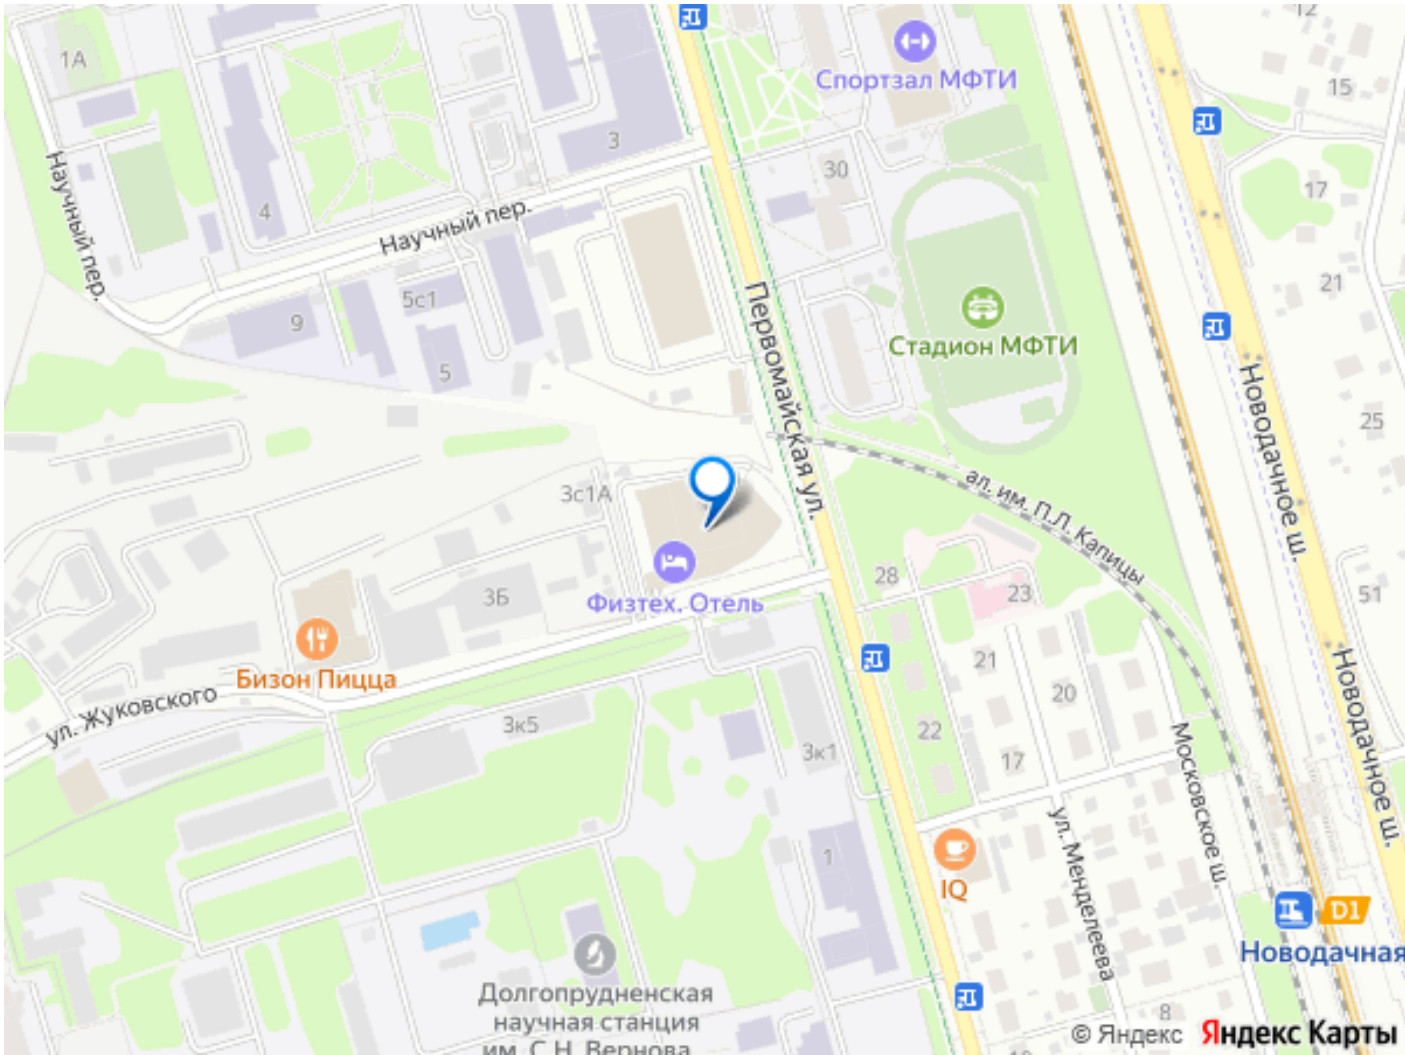 12
1А
Спортзал МФТИ
15
3
30
Научный пер.
17
4
Научный пер.
21
5с1
9
Первомайская ул.
Стадион МФТИ
5
Новодачное ш.
25
3с1А
ал. им. П.Л. Капицы
28
23
51
3Б
Физтех. Отель
21
Бизон Пицца
20
Новодачное ш.
ул. Жуковского
3к5
22
3к1
17
Московское ш.
ул. Менделеева
1
IQ
D1
Новодачная
Долгопрудненская
научная станция
им. С.Н. Вернова
8
© Яндекс Яндекс Карты